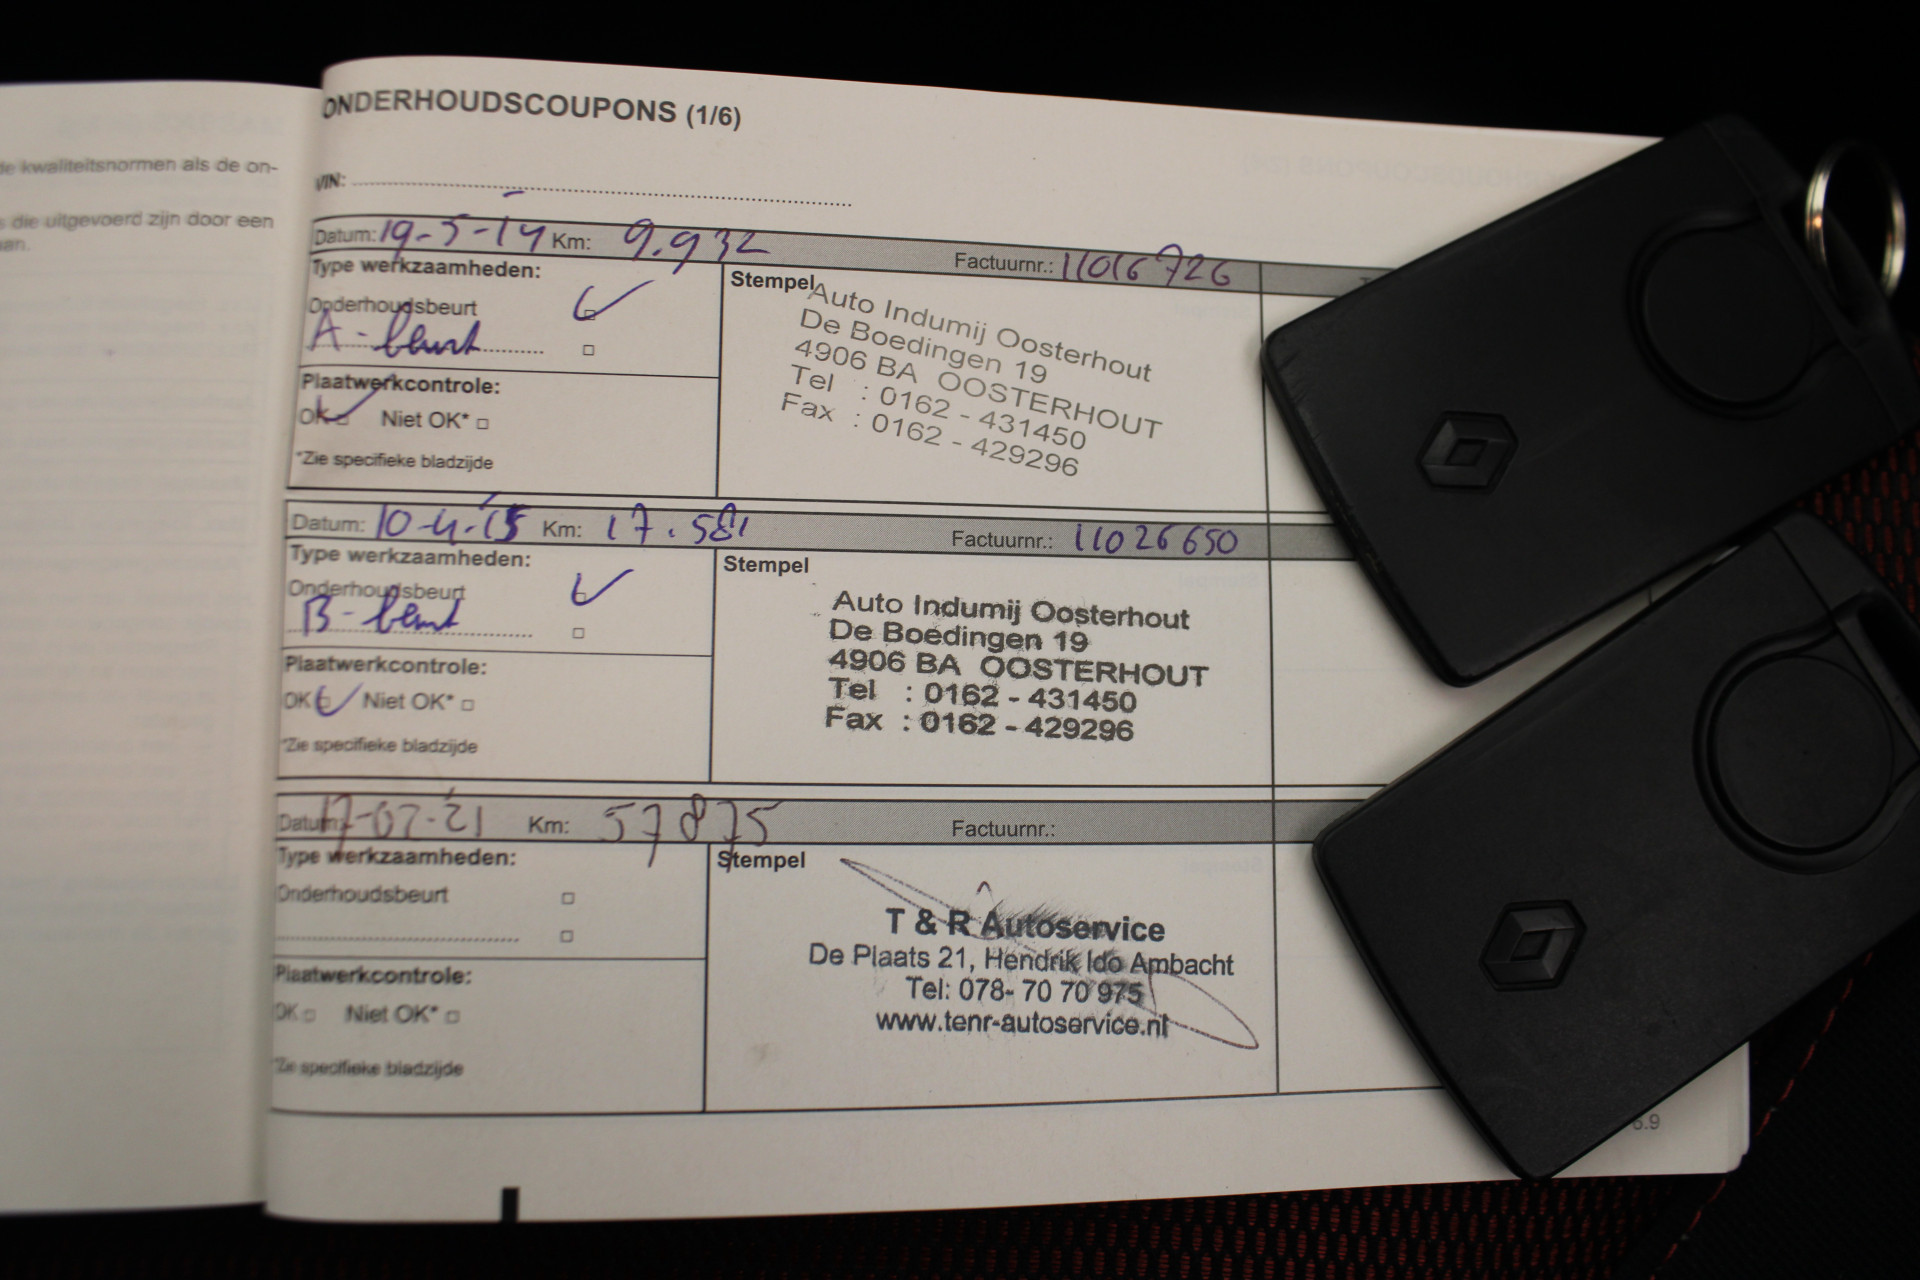 de kwaliteitsnormen als de on-
die uitgevoerd zijn door een
ONDERHOUDSCOUPONS (1/6)
VIN:
Datum: 19-5-14 Km: 9.932 Factuurnr.: 11016726
Type werkzaamheden:
Onderhoudsbeurt
A-beurt
Plaatwerkcontrole:
OK Niet OK*
*Zie specifieke bladzijde
Stempel
Auto Indumij Oosterhout
De Boedingen 19
4906 BA OOSTERHOUT
Tel : 0162 - 431450
Fax : 0162 - 429296
Datum: 10-4-15 Km: 17.581 Factuurnr.: 11026650
Type werkzaamheden:
Onderhoudsbeurt
B-beurt
Plaatwerkcontrole:
OK Niet OK*
*Zie specifieke bladzijde
Stempel
Auto Indumij Oosterhout
De Boedingen 19
4906 BA OOSTERHOUT
Tel : 0162 - 431450
Fax : 0162 - 429296
Datum: 17-02-21 Km: 57875 Factuurnr.:
Type werkzaamheden:
Onderhoudsbeurt
Plaatwerkcontrole:
OK Niet OK*
*Zie specifieke bladzijde
Stempel
T & R Autoservice
De Plaats 21, Hendrik Ido Ambacht
Tel: 078- 70 70 975
www.tenr-autoservice.nl
6.9